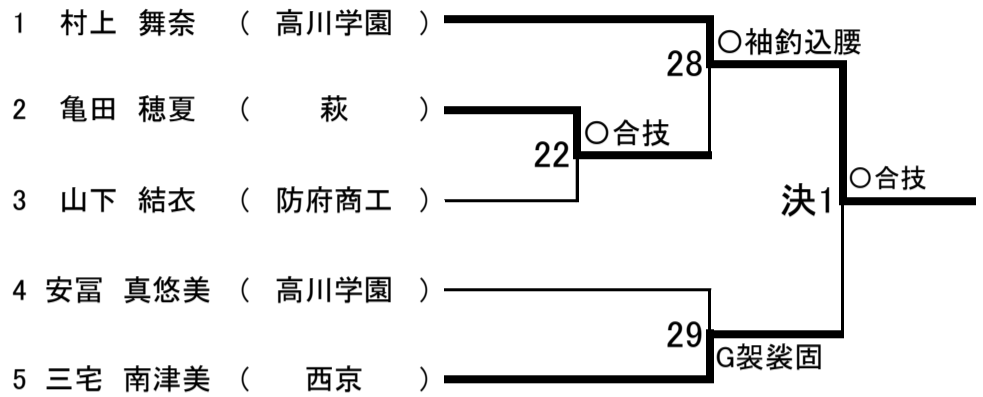 1 村上 舞奈 ( 高川学園 )
○袖釣込腰
28
2 亀田 穂夏 ( 萩 )
○合技
22
○合技
3 山下 結衣 ( 防府商工 )
決1
4 安冨 真悠美 ( 高川学園 )
29
G袈裟固
5 三宅 南津美 ( 西京 )